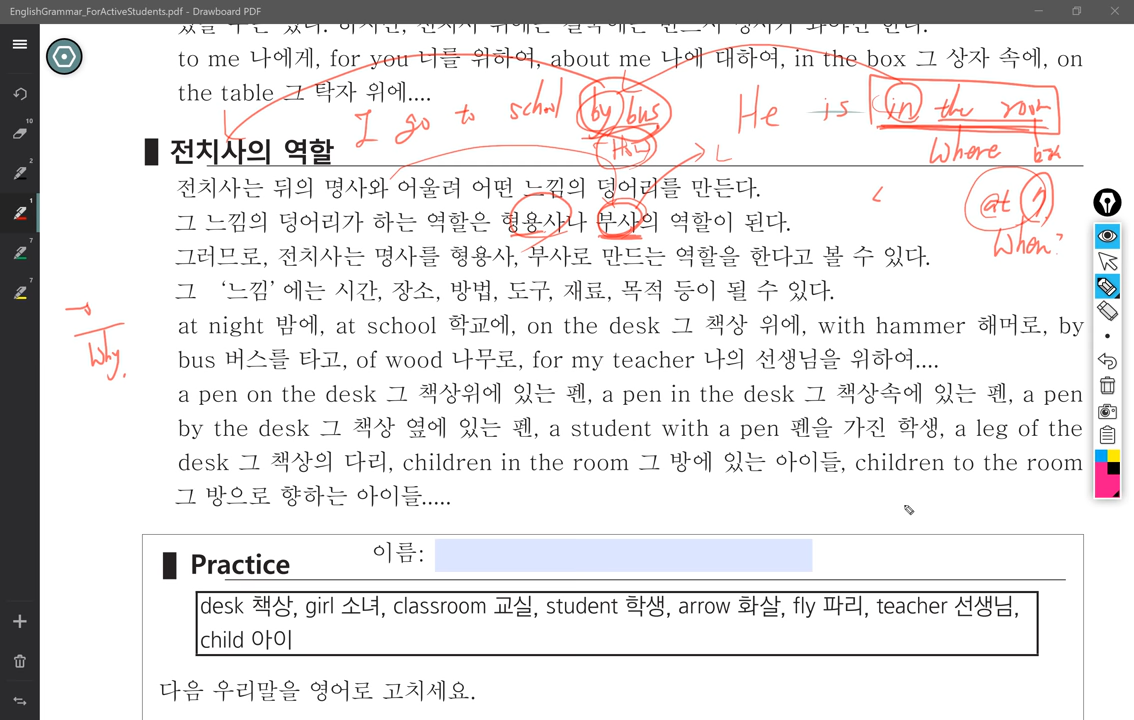 EnglishGrammar_ForActiveStudents.pdf - Drawboard PDF
to me 나에게, for you 너를 위하여, about me 나에 대하여, in the box 그 상자 속에, on
the table 그 탁자 위에....
I go to school by bus He is in the room
How Where box
전치사의 역할
전치사는 뒤의 명사와 어울려 어떤 느낌의 덩어리를 만든다.
at 7
그 느낌의 덩어리가 하는 역할은 형용사나 부사의 역할이 된다.
When?
그러므로, 전치사는 명사를 형용사, 부사로 만드는 역할을 한다고 볼 수 있다.
그 ‘느낌’에는 시간, 장소, 방법, 도구, 재료, 목적 등이 될 수 있다.
at night 밤에, at school 학교에, on the desk 그 책상 위에, with hammer 해머로, by
Why.
bus 버스를 타고, of wood 나무로, for my teacher 나의 선생님을 위하여....
a pen on the desk 그 책상위에 있는 펜, a pen in the desk 그 책상속에 있는 펜, a pen
by the desk 그 책상 옆에 있는 펜, a student with a pen 펜을 가진 학생, a leg of the
desk 그 책상의 다리, children in the room 그 방에 있는 아이들, children to the room
그 방으로 향하는 아이들.....
이름:
Practice
desk 책상, girl 소녀, classroom 교실, student 학생, arrow 화살, fly 파리, teacher 선생님,
child 아이
다음 우리말을 영어로 고치세요.